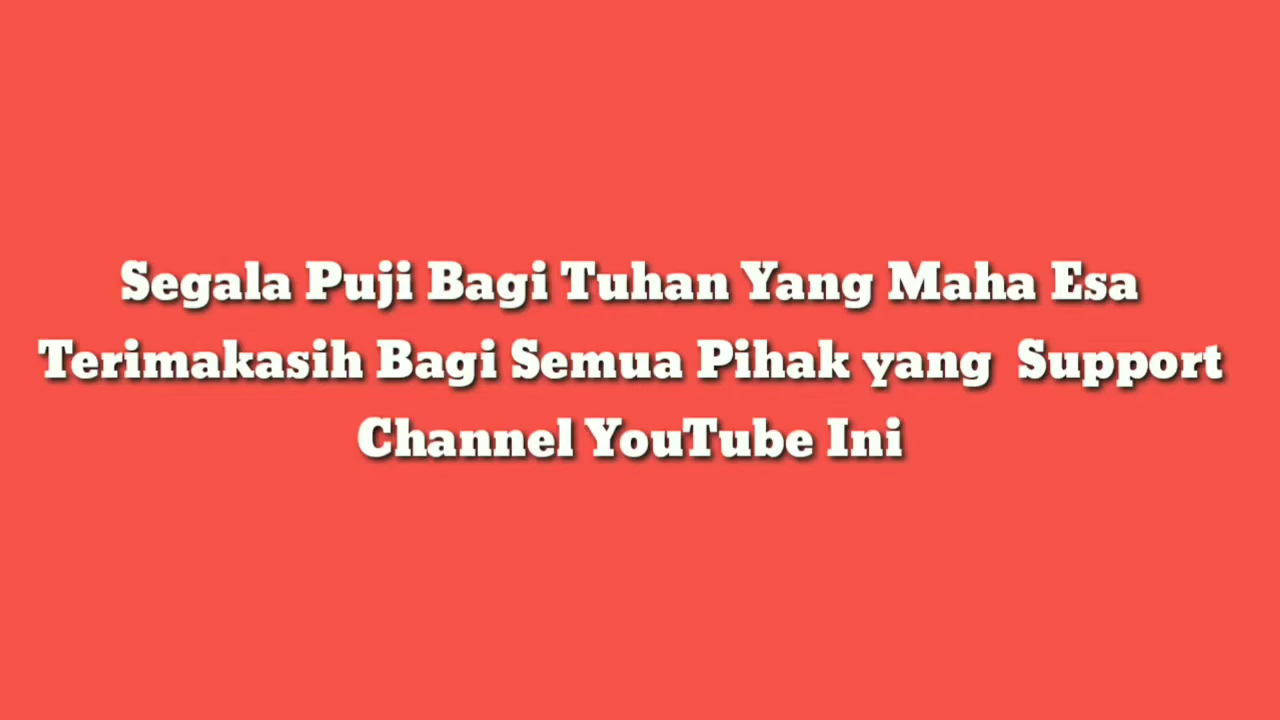 Segala Puji Bagi Tuhan Yang Maha Esa
Terimakasih Bagi Semua Pihak yang Support
Channel YouTube Ini